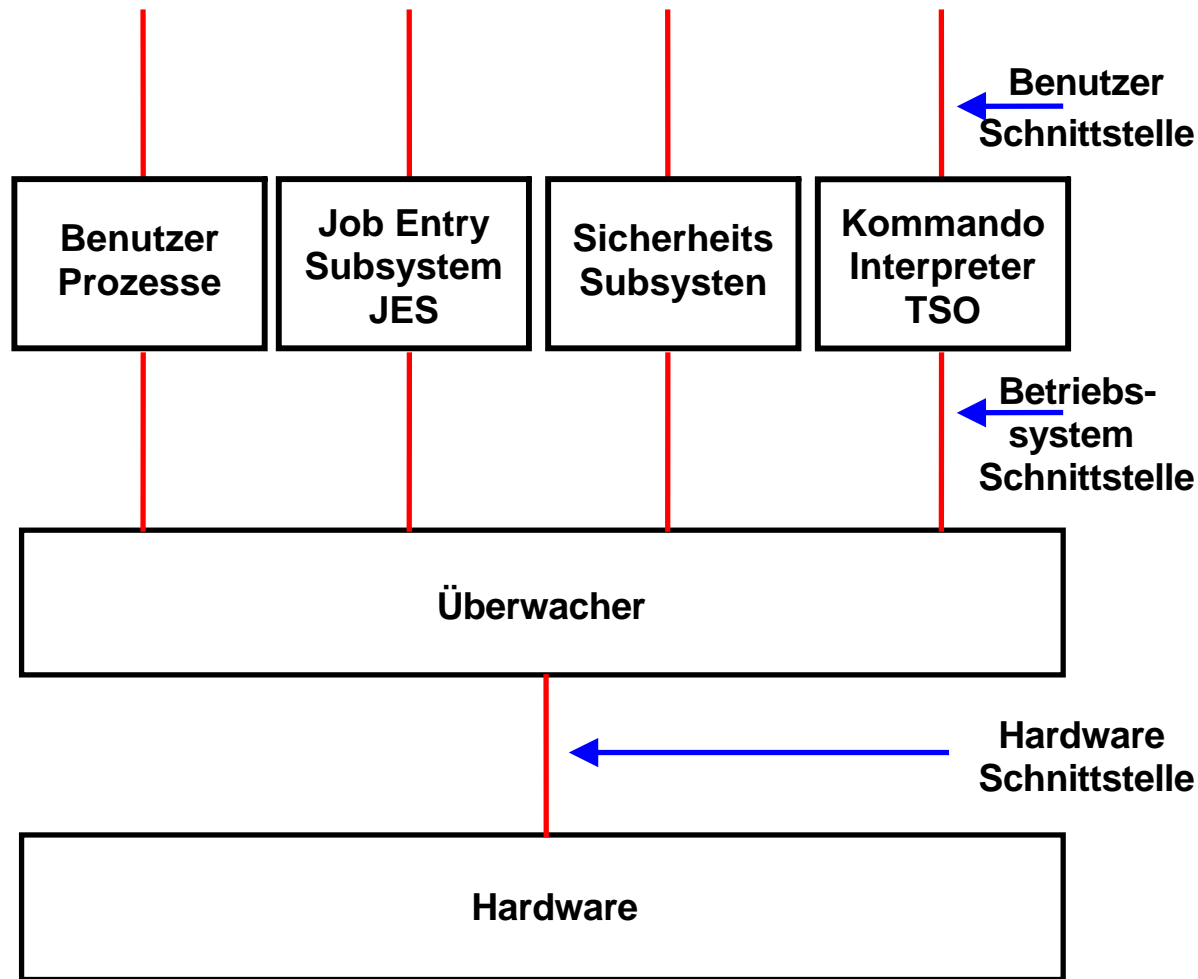 Benutzer
Schnittstelle
Benutzer
Prozesse
Job Entry
Subsystem
JES
Sicherheits
Subsysten
Kommando
Interpreter
TSO
Betriebs-
system
Schnittstelle
Überwacher
Hardware
Schnittstelle
Hardware